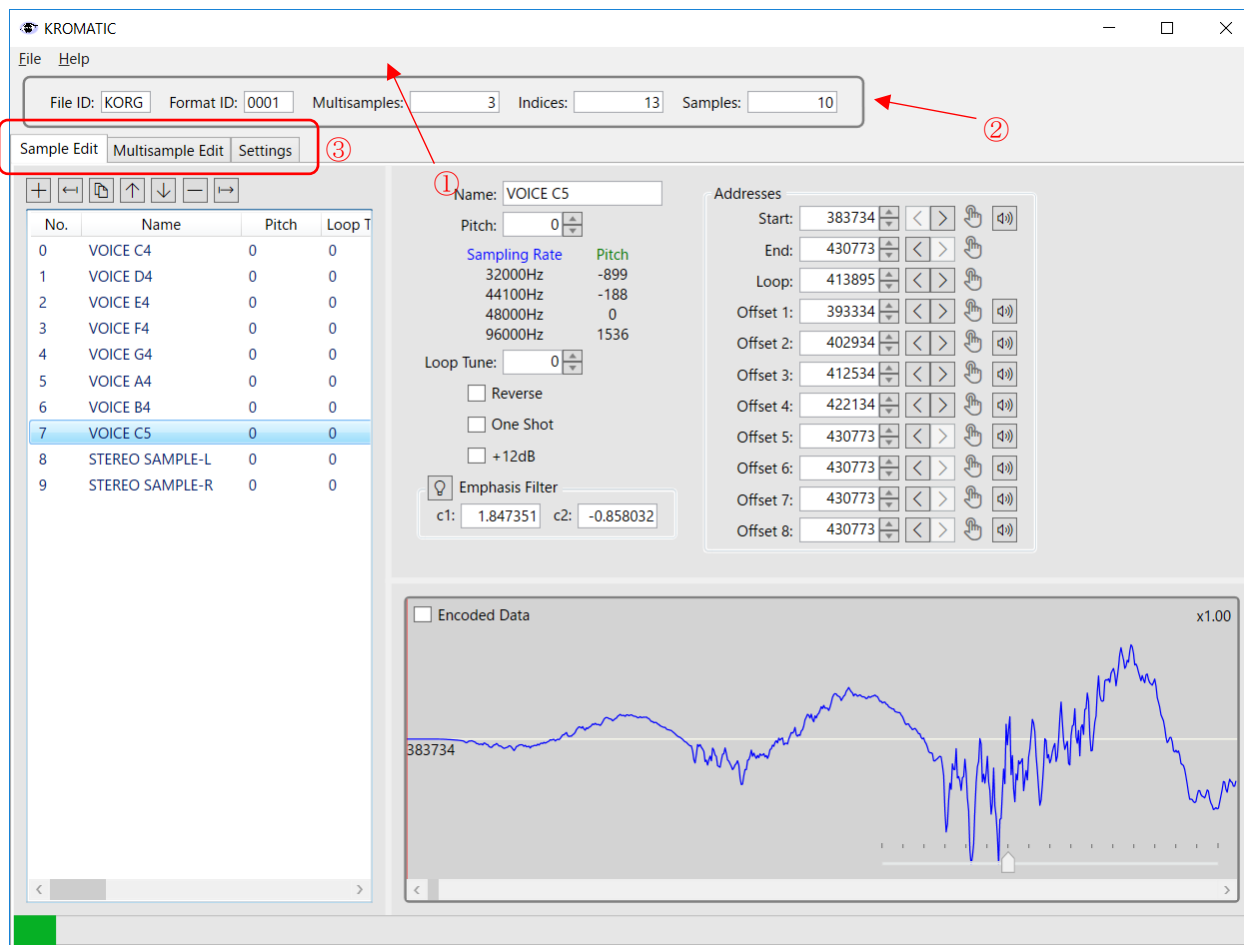 KROMATIC
File Help
File ID: KORG Format ID: 0001 Multisamples: 3 Indices: 13 Samples: 10
②
Sample Edit Multisample Edit Settings ③
①
No. Name Pitch Loop T
0 VOICE C4 0 0
1 VOICE D4 0 0
2 VOICE E4 0 0
3 VOICE F4 0 0
4 VOICE G4 0 0
5 VOICE A4 0 0
6 VOICE B4 0 0
7 VOICE C5 0 0
8 STEREO SAMPLE-L 0 0
9 STEREO SAMPLE-R 0 0
Name: VOICE C5
Pitch: 0
Sampling Rate Pitch
32000Hz -899
44100Hz -188
48000Hz 0
96000Hz 1536
Loop Tune: 0
Reverse
One Shot
+12dB
Emphasis Filter
c1: 1.847351 c2: -0.858032
Addresses
Start: 383734
End: 430773
Loop: 413895
Offset 1: 393334
Offset 2: 402934
Offset 3: 412534
Offset 4: 422134
Offset 5: 430773
Offset 6: 430773
Offset 7: 430773
Offset 8: 430773
Encoded Data x1.00
383734